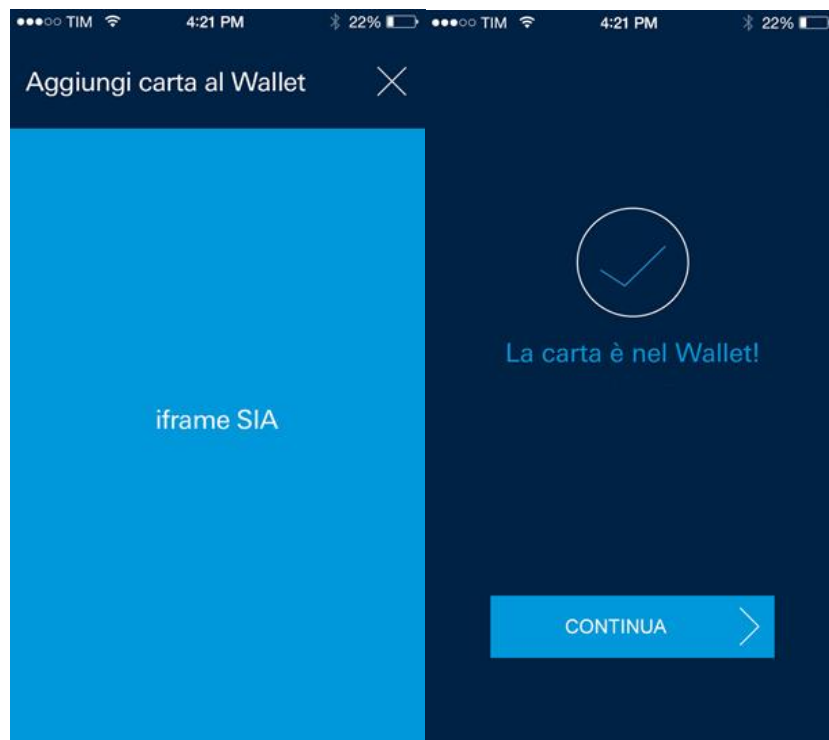 TIM 4:21 PM 22%
Aggiungi carta al Wallet
iframe SIA
TIM 4:21 PM 22%
La carta è nel Wallet!
CONTINUA